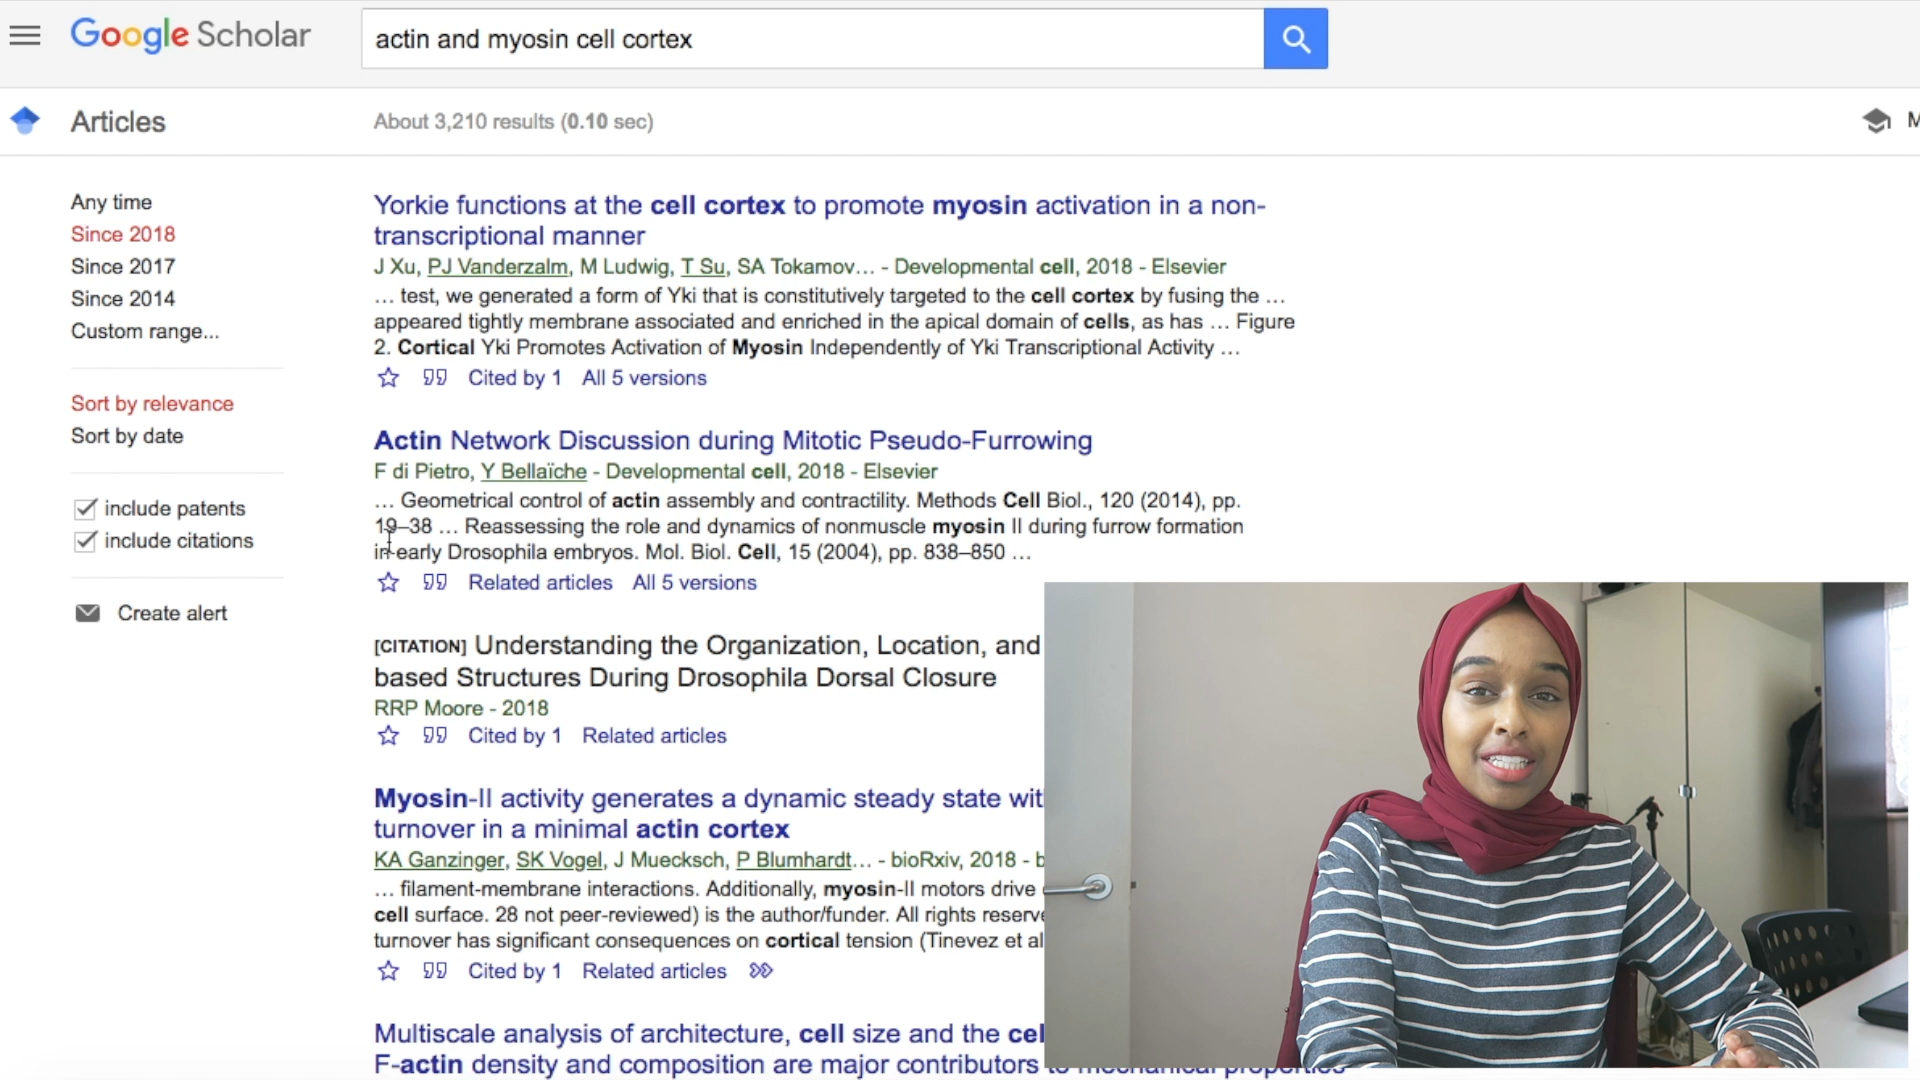 Google Scholar
actin and myosin cell cortex
Articles
About 3,210 results (0.10 sec)
M
Any time
Since 2018
Since 2017
Since 2014
Custom range...
Sort by relevance
Sort by date
include patents
include citations
Create alert
Yorkie functions at the cell cortex to promote myosin activation in a non-
transcriptional manner
J Xu, PJ Vanderzalm, M Ludwig, T Su, SA Tokamov… - Developmental cell, 2018 - Elsevier
… test, we generated a form of Yki that is constitutively targeted to the cell cortex by fusing the …
appeared tightly membrane associated and enriched in the apical domain of cells, as has … Figure
2. Cortical Yki Promotes Activation of Myosin Independently of Yki Transcriptional Activity …
Cited by 1 All 5 versions
Actin Network Discussion during Mitotic Pseudo-Furrowing
F di Pietro, Y Bellaïche - Developmental cell, 2018 - Elsevier
… Geometrical control of actin assembly and contractility. Methods Cell Biol., 120 (2014), pp.
19–38 … Reassessing the role and dynamics of nonmuscle myosin II during furrow formation
in early Drosophila embryos. Mol. Biol. Cell, 15 (2004), pp. 838–850 …
Related articles All 5 versions
[CITATION] Understanding the Organization, Location, and
based Structures During Drosophila Dorsal Closure
RRP Moore - 2018
Cited by 1 Related articles
Myosin-II activity generates a dynamic steady state wit
turnover in a minimal actin cortex
KA Ganzinger, SK Vogel, J Muecksch, P Blumhardt… - bioRxiv, 2018 - b
… filament-membrane interactions. Additionally, myosin-II motors drive
cell surface. 28 not peer-reviewed) is the author/funder. All rights reserve
turnover has significant consequences on cortical tension (Tinevez et al
Cited by 1 Related articles
Multiscale analysis of architecture, cell size and the cel
F-actin density and composition are major contributors to mechanical properties